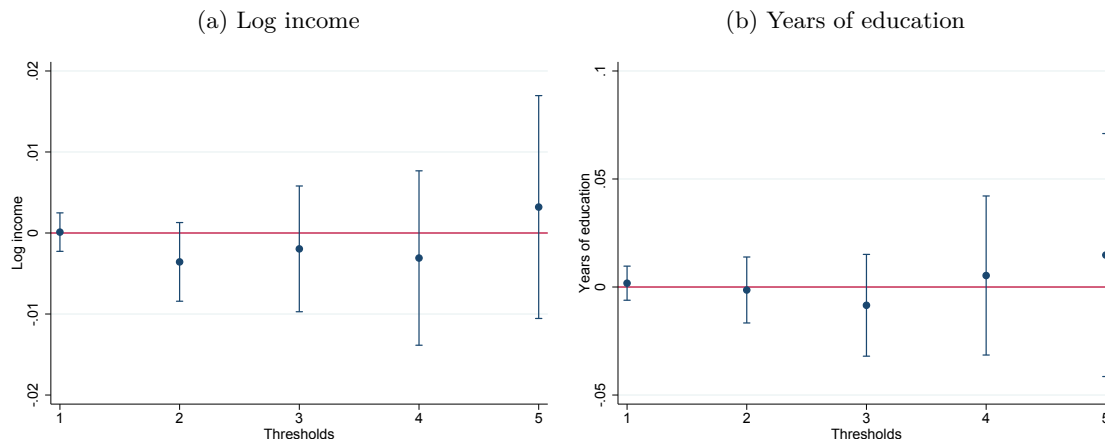 (a) Log income
.02
.01
0
-.01
-.02
Log income
1 2 3 4 5
Thresholds
(b) Years of education
.1
.05
0
-.05
Years of education
1 2 3 4 5
Thresholds